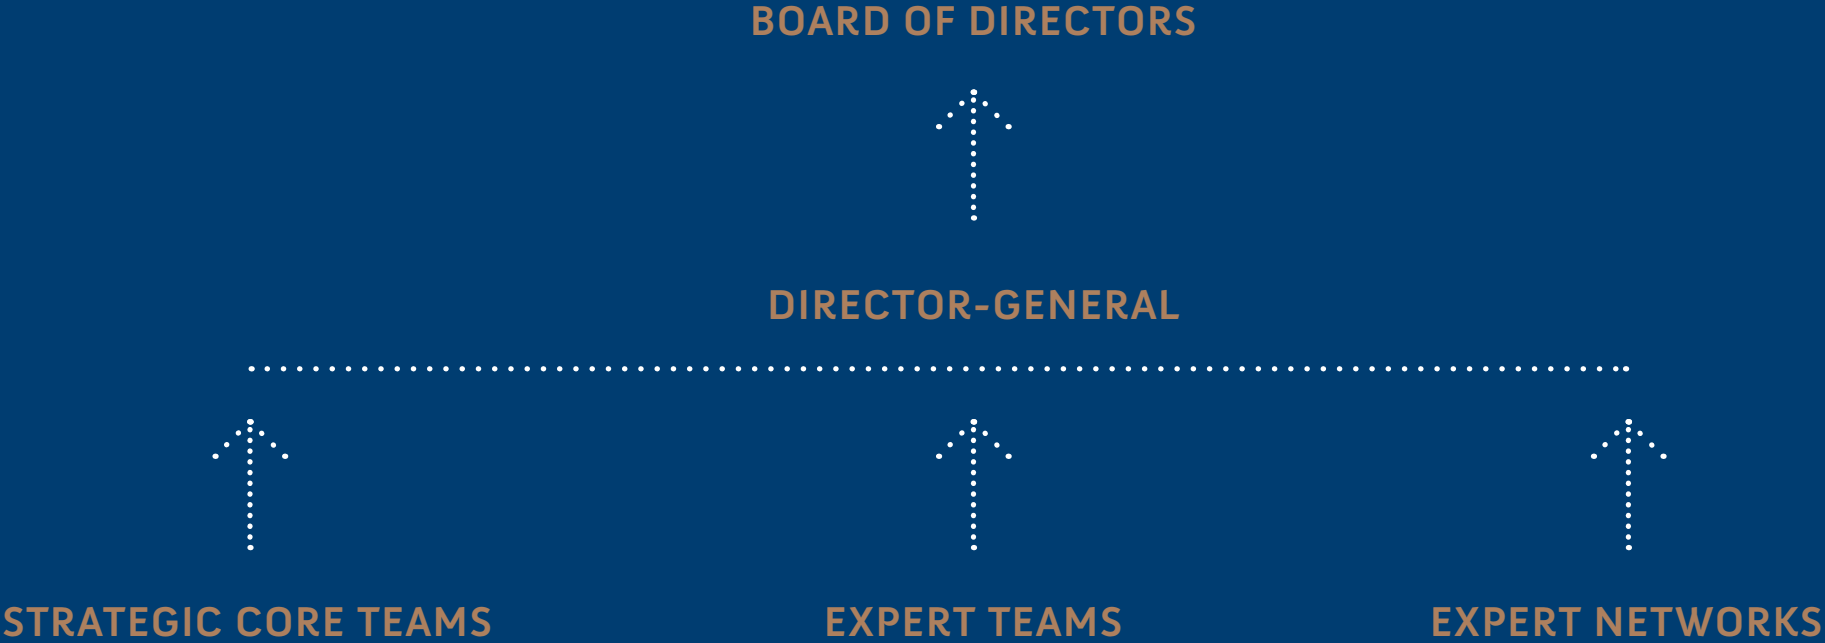 BOARD OF DIRECTORS
DIRECTOR-GENERAL
STRATEGIC CORE TEAMS
EXPERT TEAMS
EXPERT NETWORKS